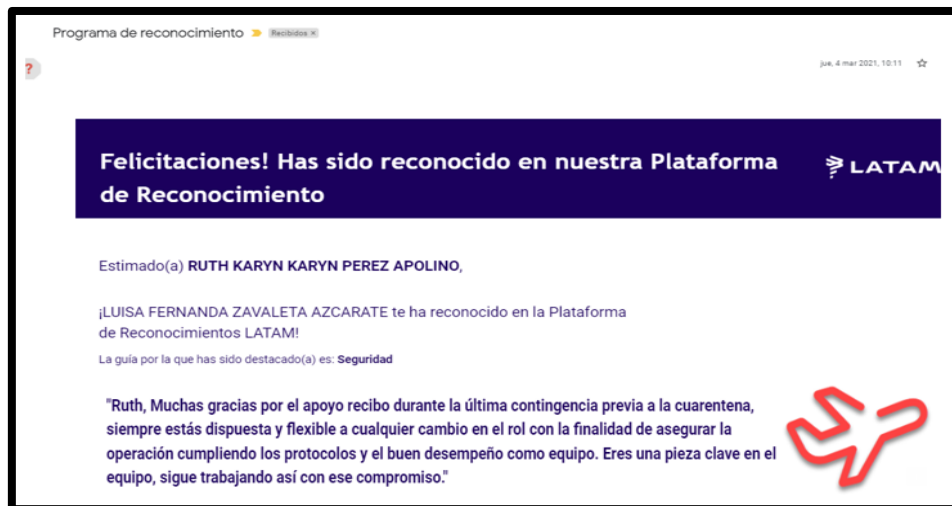 Programa de reconocimiento Recibidos x
?
jue, 4 mar 2021, 10:11
Felicitaciones! Has sido reconocido en nuestra Plataforma
de Reconocimiento
LATAM
Estimado(a) RUTH KARYN KARYN PEREZ APOLINO,
¡LUISA FERNANDA ZAVALETA AZCARATE te ha reconocido en la Plataforma
de Reconocimientos LATAM!
La guía por la que has sido destacado(a) es: Seguridad
"Ruth, Muchas gracias por el apoyo recibo durante la última contingencia previa a la cuarentena,
siempre estás dispuesta y flexible a cualquier cambio en el rol con la finalidad de asegurar la
operación cumpliendo los protocolos y el buen desempeño como equipo. Eres una pieza clave en el
equipo, sigue trabajando así con ese compromiso."